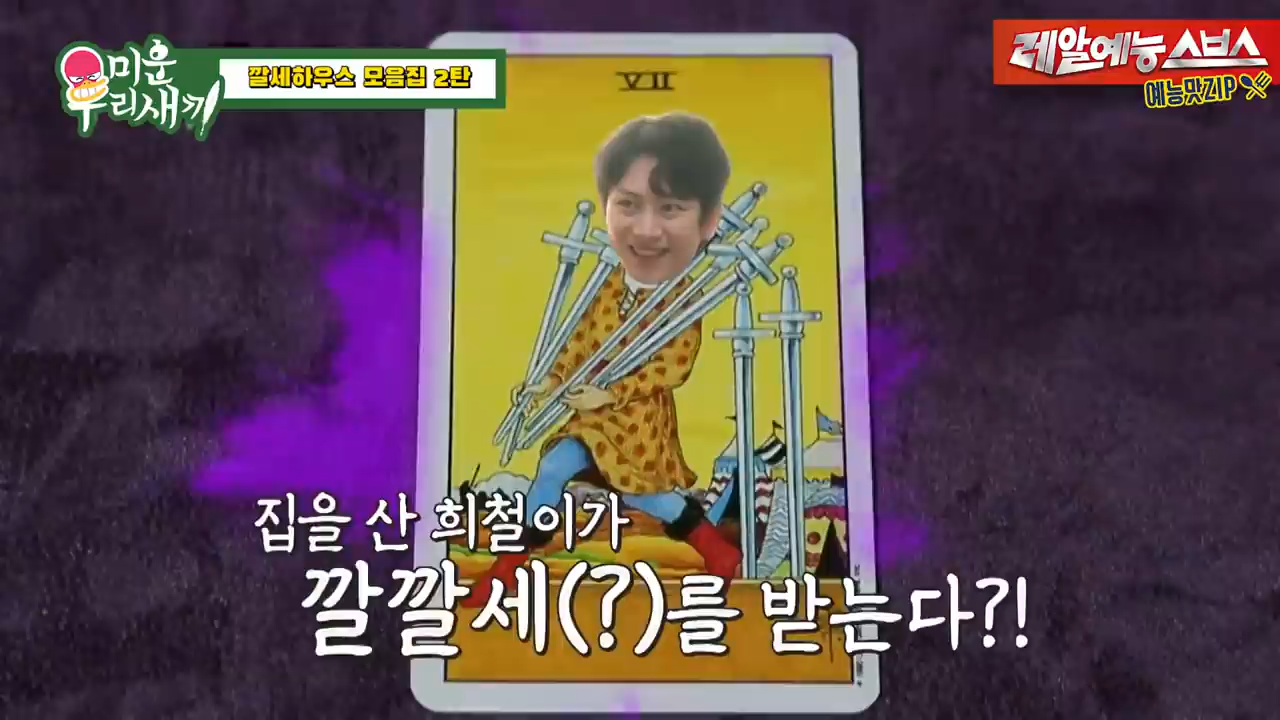 미운
우리새끼
깔세하우스 모음집 2탄
레알예능 스브스
예능맛ZIP
VII
집을 산 희철이가
깔깔세(?)를 받는다?!